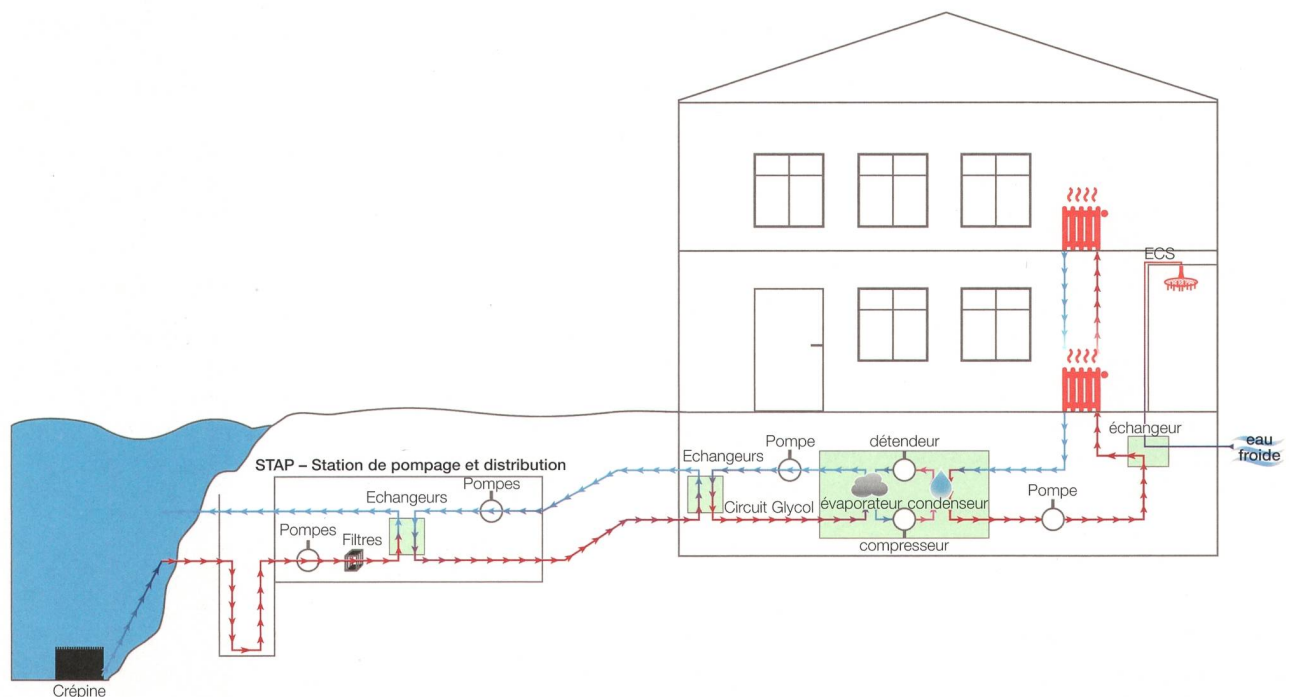 ECS
échangeur
eau
froide
Pompe
détendeur
Echangeurs
STAP – Station de pompage et distribution
Pompes
Echangeurs
Circuit Glycol
évaporateur
condenseur
Pompe
Pompes
Filtres
compresseur
Crépine